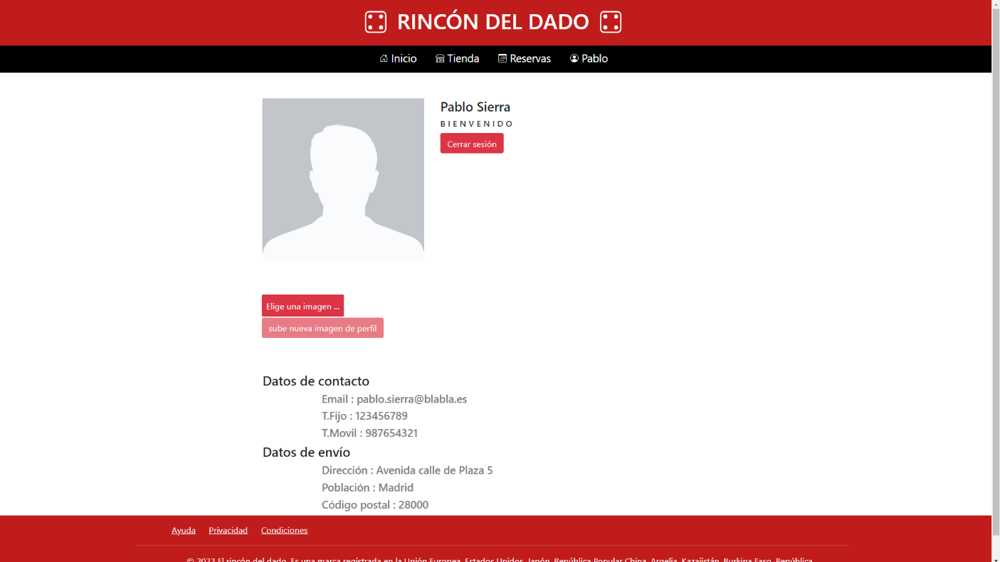 RINCÓN DEL DADO
Inicio Tienda Reservas Pablo
Pablo Sierra
BIENVENIDO
Cerrar sesión
Elige una imagen ...
sube nueva imagen de perfil
Datos de contacto
Email : pablo.sierra@blabla.es
T.Fijo : 123456789
T.Movil : 987654321
Datos de envío
Dirección : Avenida calle de Plaza 5
Población : Madrid
Código postal : 28000
Ayuda Privacidad Condiciones
© 2022 El rincón del dado. Es una marca registrada en la Unión Europea, Estados Unidos, Japón, República Popular China, Argelia, Kazajistán, Burkina Faso, República